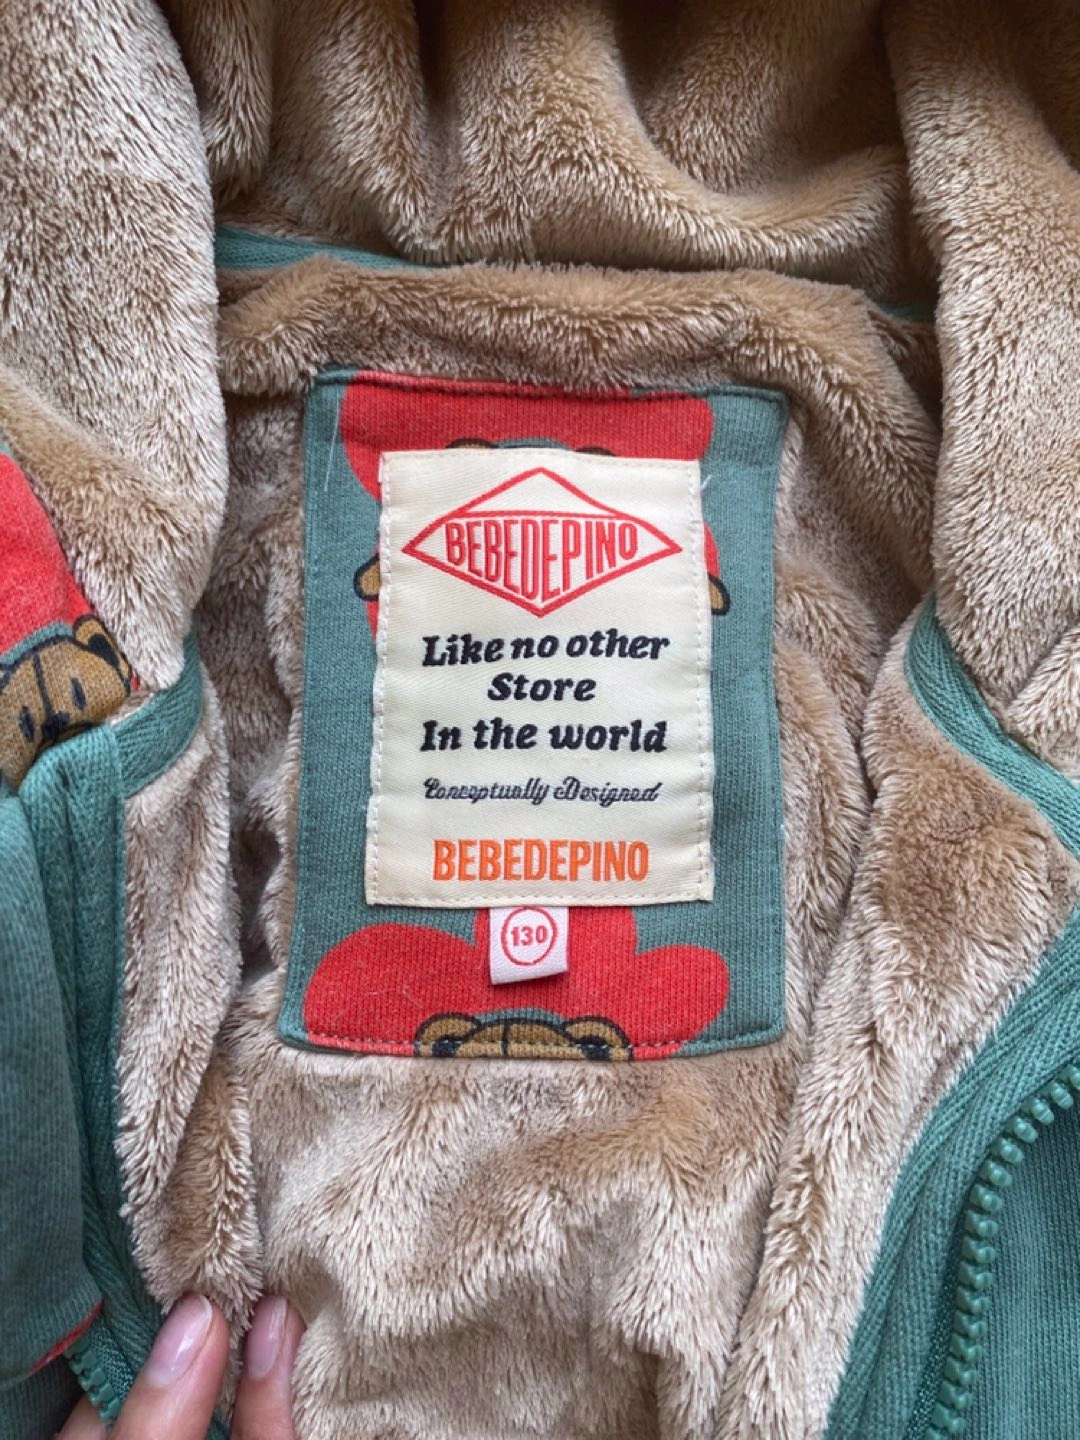 BEBEDEPINO
Like no other
Store
In the world
Conceptually Designed
BEBEDEPINO
130